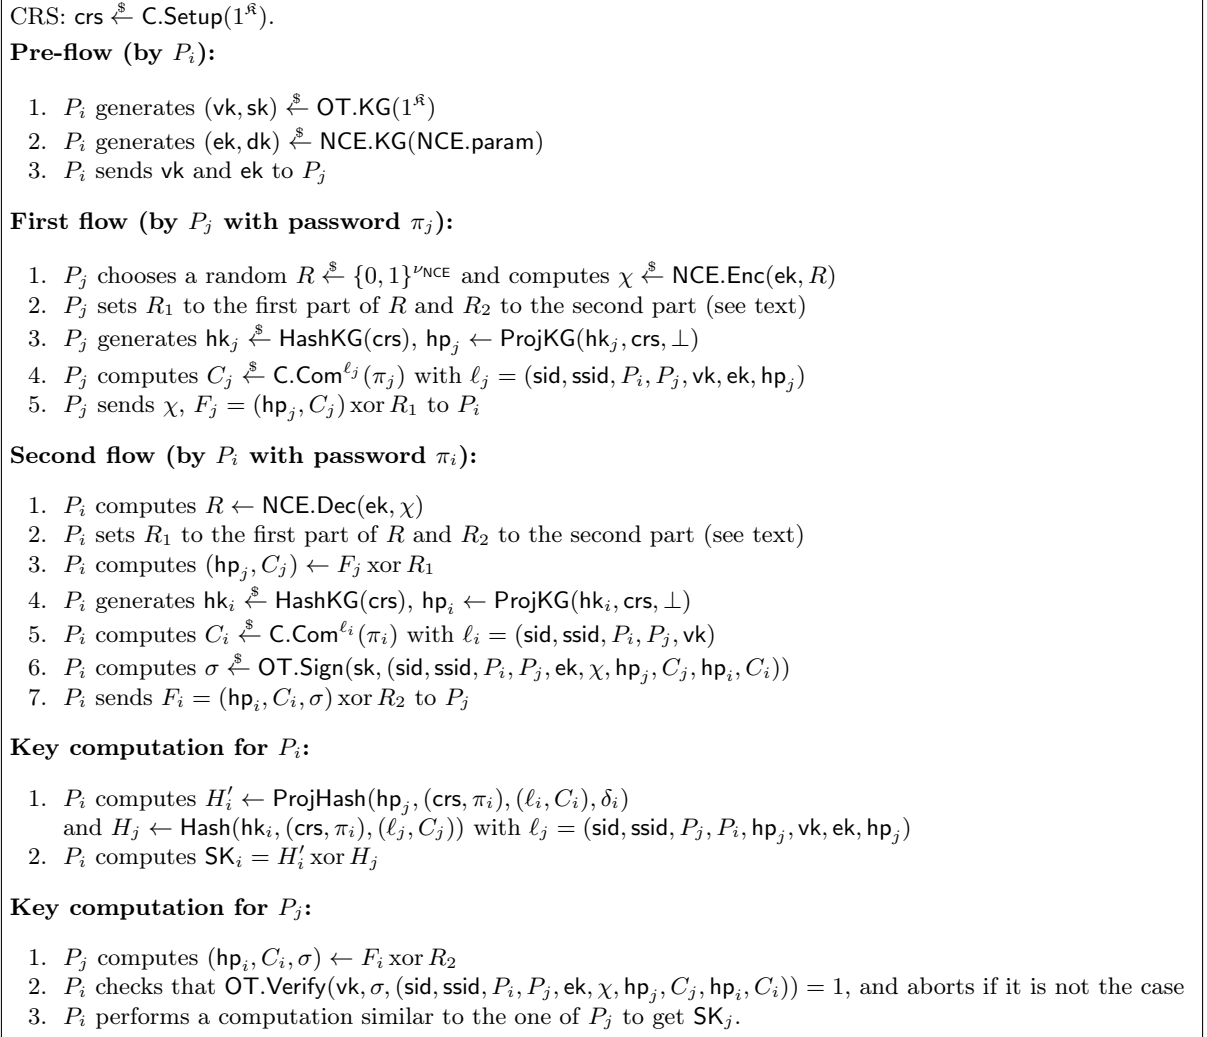 CRS: crs ←$ C.Setup(1^𝔎).
Pre-flow (by P_i):
1. P_i generates (vk, sk) ←$ OT.KG(1^𝔎)
2. P_i generates (ek, dk) ←$ NCE.KG(NCE.param)
3. P_i sends vk and ek to P_j
First flow (by P_j with password π_j):
1. P_j chooses a random R ←$ {0, 1}^{ν_NCE} and computes χ ←$ NCE.Enc(ek, R)
2. P_j sets R_1 to the first part of R and R_2 to the second part (see text)
3. P_j generates hk_j ←$ HashKG(crs), hp_j ← ProjKG(hk_j, crs, ⊥)
4. P_j computes C_j ←$ C.Com^{ℓ_j}(π_j) with ℓ_j = (sid, ssid, P_i, P_j, vk, ek, hp_j)
5. P_j sends χ, F_j = (hp_j, C_j) xor R_1 to P_i
Second flow (by P_i with password π_i):
1. P_i computes R ← NCE.Dec(ek, χ)
2. P_i sets R_1 to the first part of R and R_2 to the second part (see text)
3. P_i computes (hp_j, C_j) ← F_j xor R_1
4. P_i generates hk_i ←$ HashKG(crs), hp_i ← ProjKG(hk_i, crs, ⊥)
5. P_i computes C_i ←$ C.Com^{ℓ_i}(π_i) with ℓ_i = (sid, ssid, P_i, P_j, vk)
6. P_i computes σ ←$ OT.Sign(sk, (sid, ssid, P_i, P_j, ek, χ, hp_j, C_j, hp_i, C_i))
7. P_i sends F_i = (hp_i, C_i, σ) xor R_2 to P_j
Key computation for P_i:
1. P_i computes H'_i ← ProjHash(hp_j, (crs, π_i), (ℓ_i, C_i), δ_i)
and H_j ← Hash(hk_i, (crs, π_i), (ℓ_j, C_j)) with ℓ_j = (sid, ssid, P_j, P_i, hp_j, vk, ek, hp_j)
2. P_i computes SK_i = H'_i xor H_j
Key computation for P_j:
1. P_j computes (hp_i, C_i, σ) ← F_i xor R_2
2. P_i checks that OT.Verify(vk, σ, (sid, ssid, P_i, P_j, ek, χ, hp_j, C_j, hp_i, C_i)) = 1, and aborts if it is not the case
3. P_i performs a computation similar to the one of P_j to get SK_j.